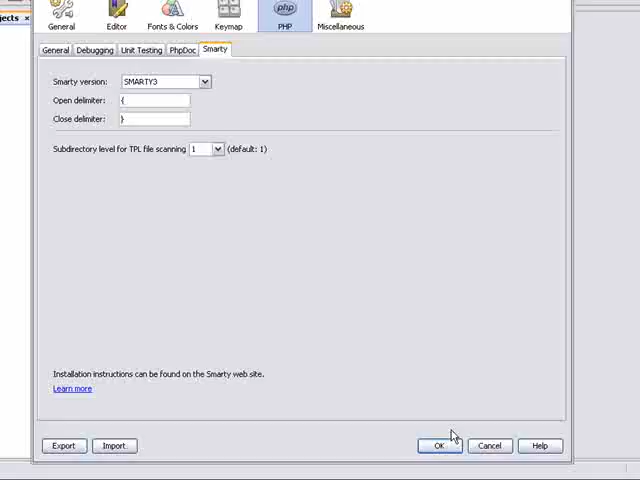 jects ×
General Editor Fonts & Colors Keymap PHP Miscellaneous
php
General Debugging Unit Testing PhpDoc Smarty
Smarty version: SMARTY3
Open delimiter: {
Close delimiter: }
Subdirectory level for TPL file scanning 1 (default: 1)
Installation instructions can be found on the Smarty web site.
Learn more
Export Import OK Cancel Help